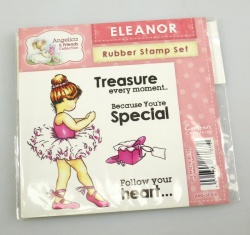 Angelica
& Friends
Collection
ELEANOR
Rubber Stamp Set
Treasure
every moment..
Because You're
Special
Follow your
heart...